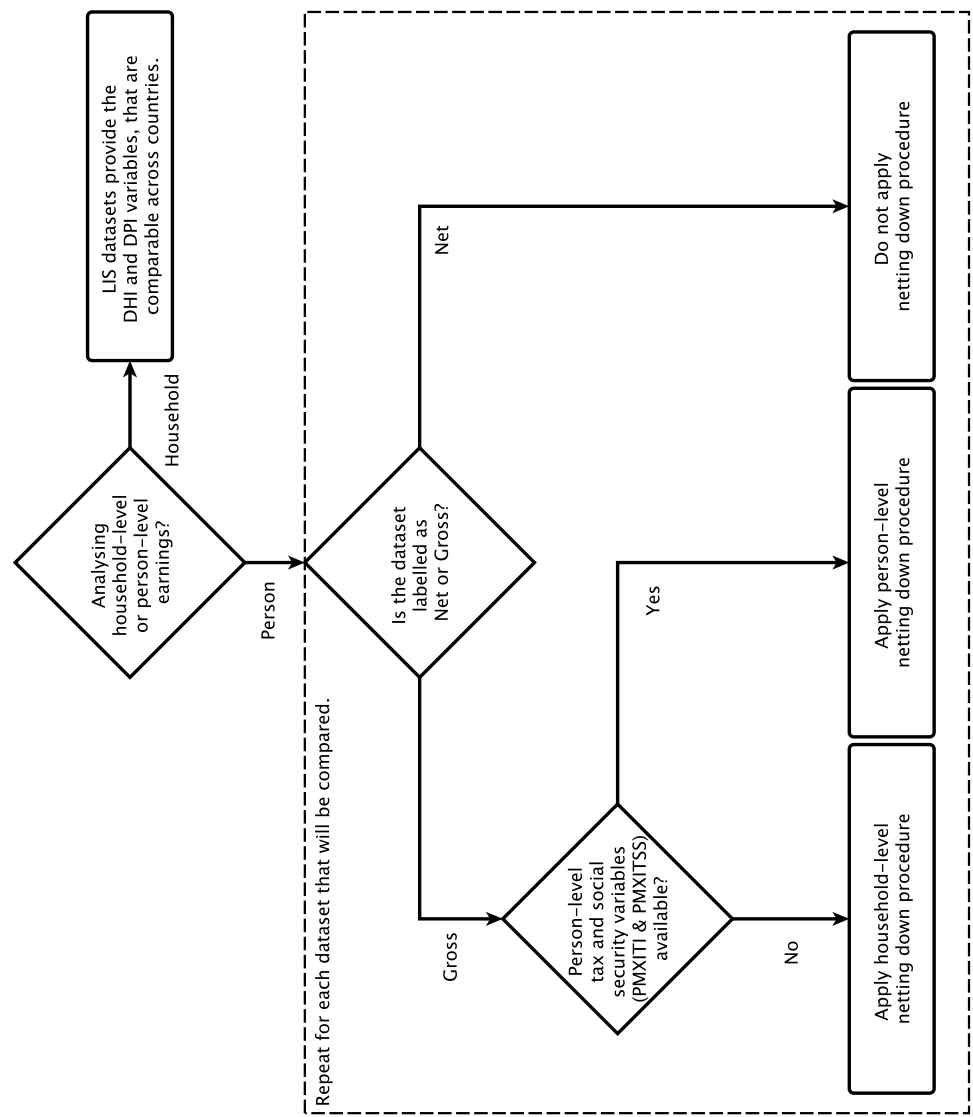 Analysing
household-level
or person-level
earnings?
Household
LIS datasets provide the
DHI and DPI variables, that are
comparable across countries.
Person
Repeat for each dataset that will be compared.
Is the dataset
labelled as
Net or Gross?
Gross
Net
Person-level
tax and social
security variables
(PMXITI & PMXITSS)
available?
No
Yes
Apply household-level
netting down procedure
Apply person-level
netting down procedure
Do not apply
netting down procedure